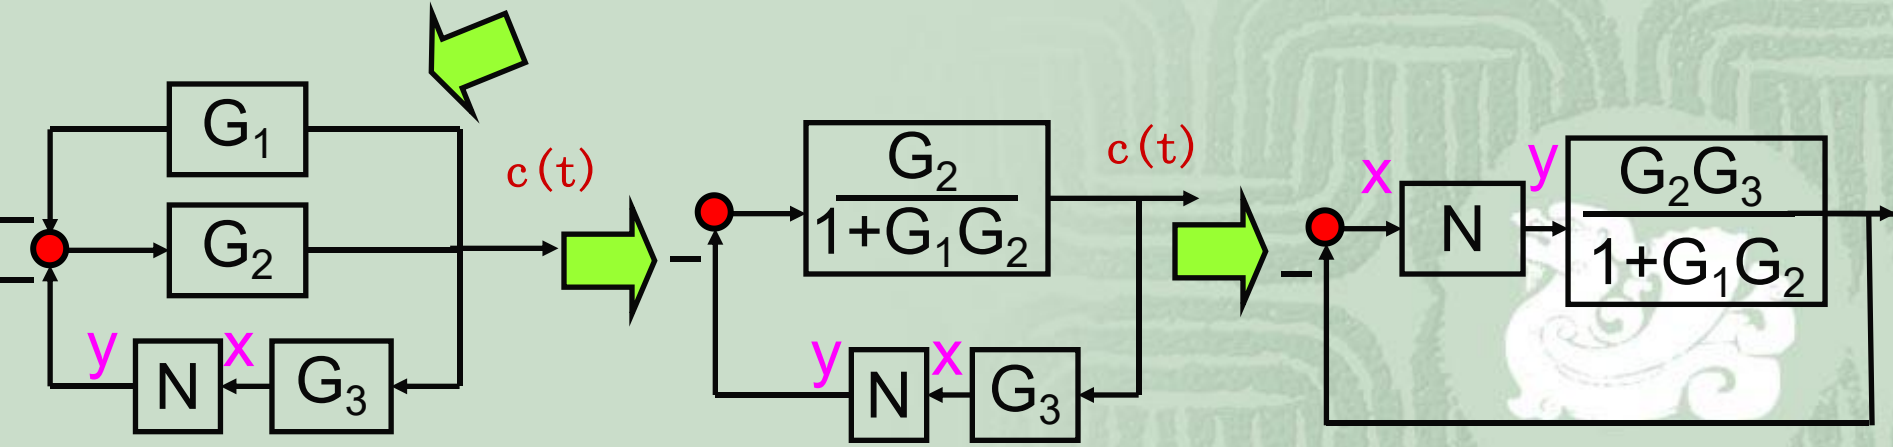 G₁
c(t)
−
G₂
−
y
N
x
G₃
G₂
1+G₁G₂
c(t)
−
y
N
x
G₃
x
N
y
G₂G₃
1+G₁G₂
−